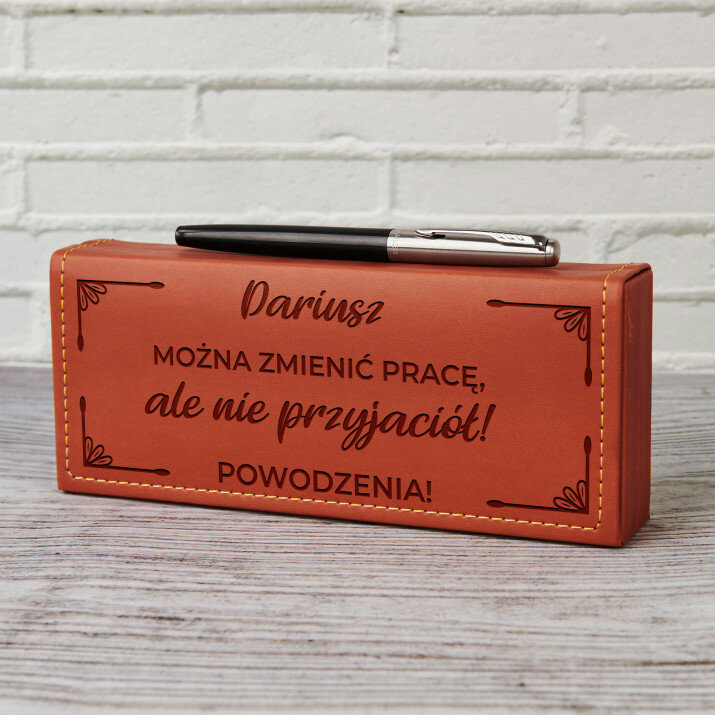 Dariusz
MOŻNA ZMIENIĆ PRACĘ,
ale nie przyjaciół!
POWODZENIA!